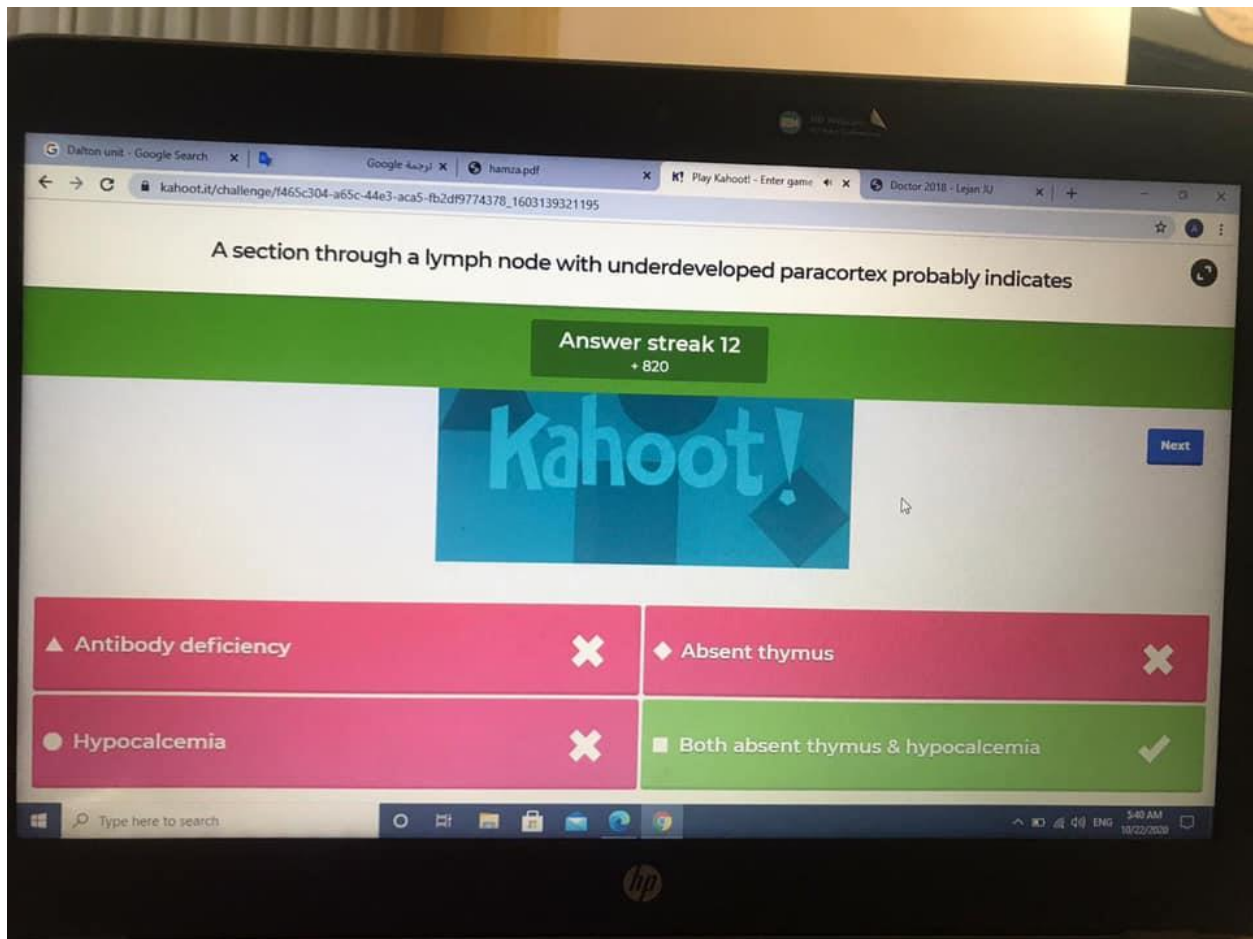 Dalton unit - Google Search
ترجمة Google
hamza.pdf
Play Kahoot! - Enter game
Doctor 2018 - Lejan JU
kahoot.it/challenge/f465c304-a65c-44e3-aca5-fb2df9774378_1603139321195
A section through a lymph node with underdeveloped paracortex probably indicates
Answer streak 12
+ 820
Kahoot!
Next
Antibody deficiency
Absent thymus
Hypocalcemia
Both absent thymus & hypocalcemia
Type here to search
ENG
5:40 AM
10/22/2020
hp